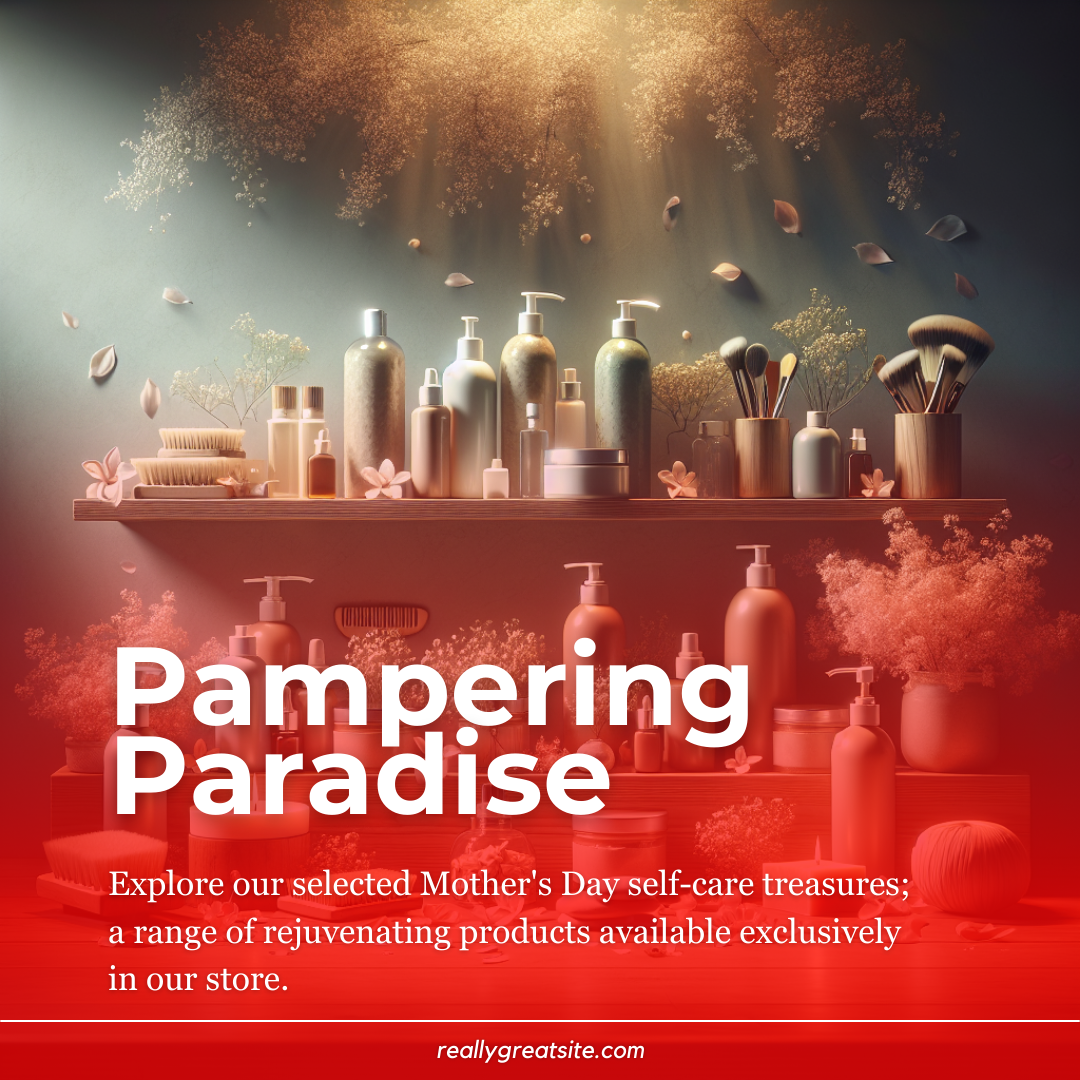 Pampering
Paradise
Explore our selected Mother's Day self-care treasures;
a range of rejuvenating products available exclusively
in our store.
reallygreatsite.com